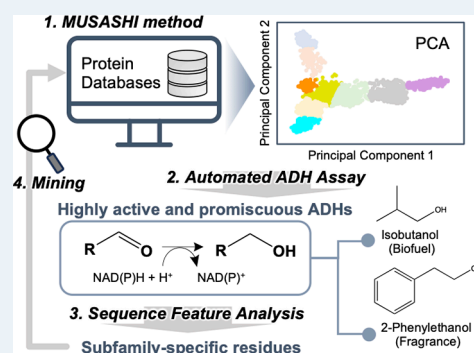 1. MUSASHI method
Protein
Databases
PCA
Principal Component 2
Principal Component 1
4. Mining
2. Automated ADH Assay
Highly active and promiscuous ADHs
R
O
R
OH
NAD(P)H + H⁺
NAD(P)⁺
OH
Isobutanol
(Biofuel)
2-Phenylethanol
(Fragrance)
3. Sequence Feature Analysis
Subfamily-specific residues